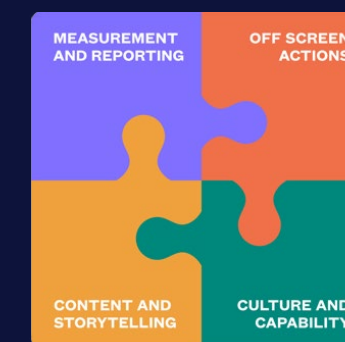 MEASUREMENT
AND REPORTING
OFF SCREEN
ACTIONS
CONTENT AND
STORYTELLING
CULTURE AND
CAPABILITY